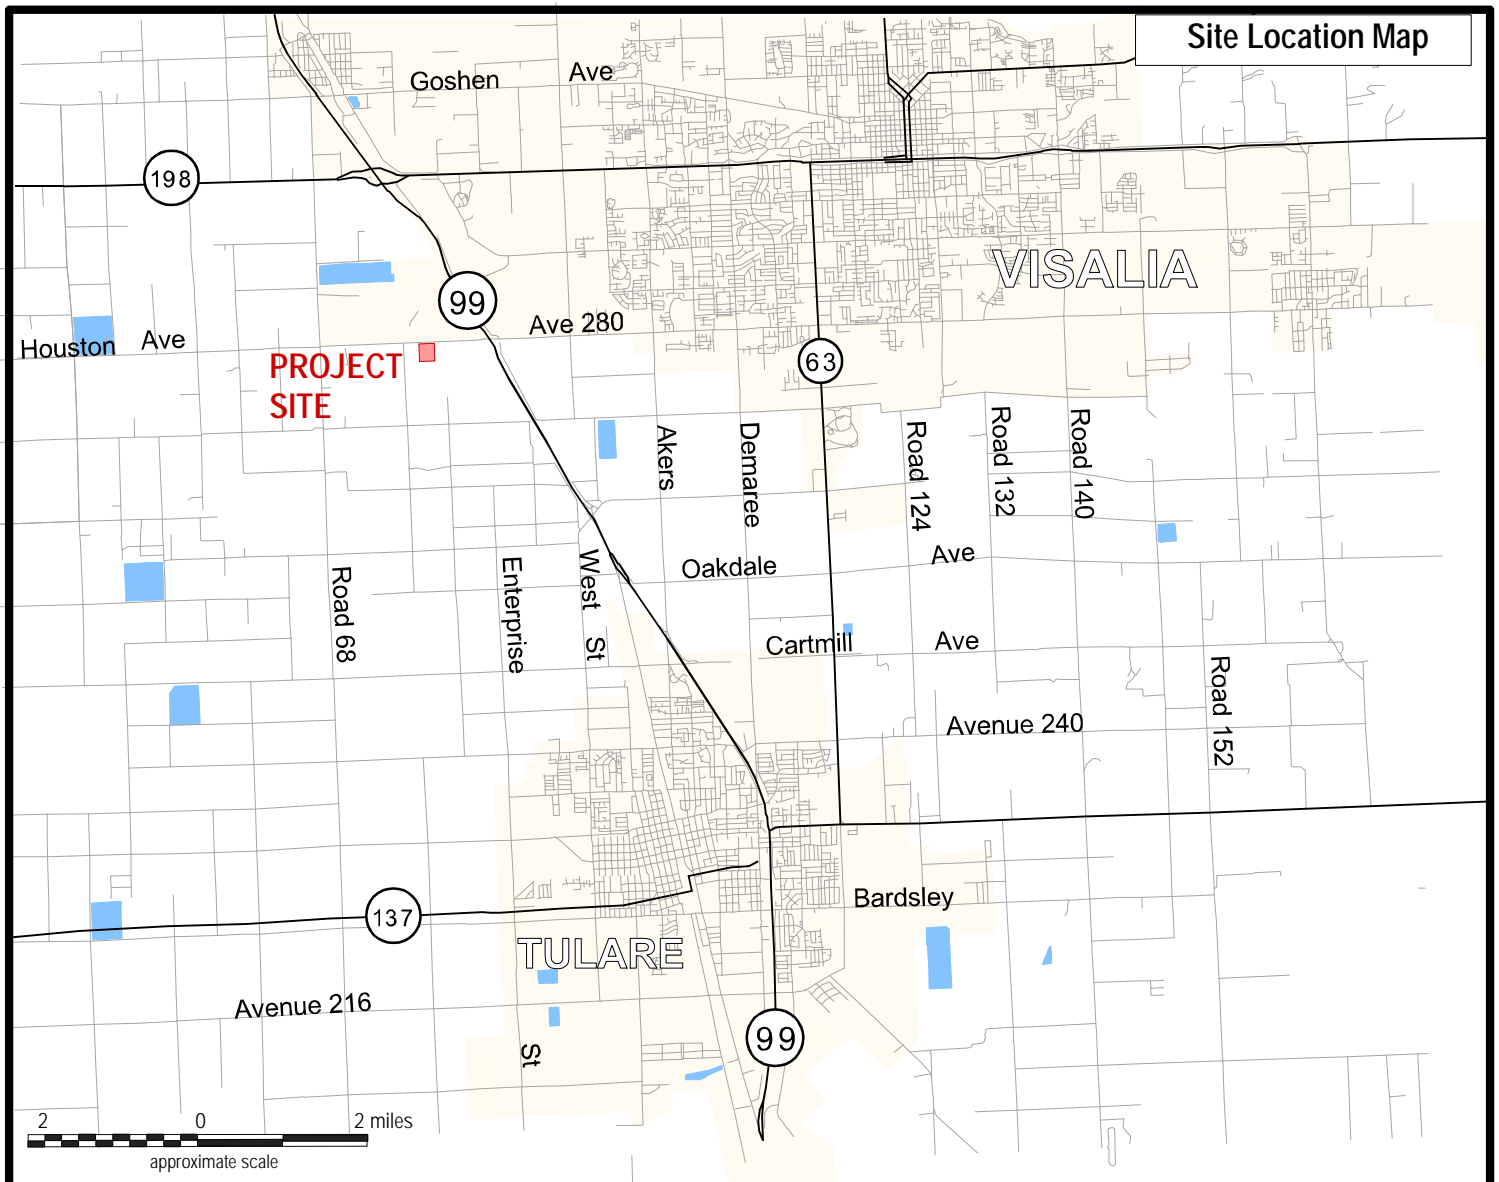 Site Location Map
Goshen Ave
198
99
VISALIA
Ave 280
Houston Ave
PROJECT
SITE
63
Akers
Demaree
Road 124
Road 132
Road 140
Oakdale Ave
West St
Enterprise St
Road 68
Cartmill Ave
Road 152
Avenue 240
Bardsley
137
TULARE
Avenue 216
99
2 0 2 miles
approximate scale